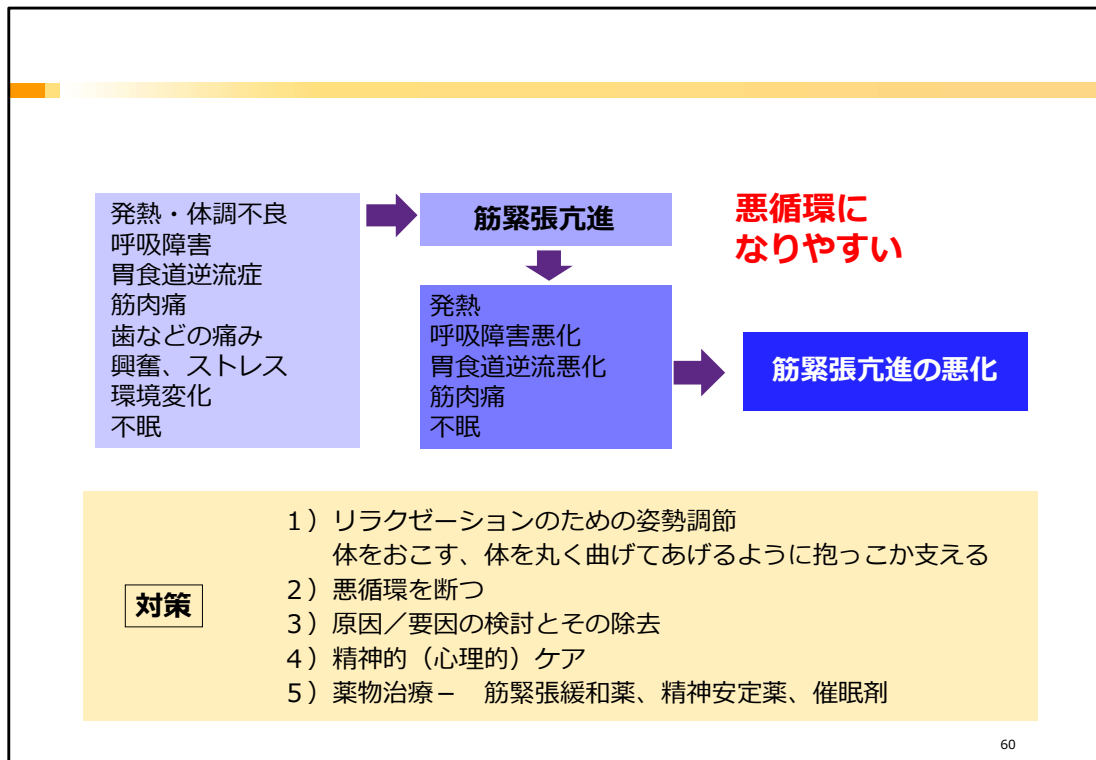 発熱・体調不良
呼吸障害
胃食道逆流症
筋肉痛
歯などの痛み
興奮、ストレス
環境変化
不眠
筋緊張亢進
発熱
呼吸障害悪化
胃食道逆流悪化
筋肉痛
不眠
悪循環に
なりやすい
筋緊張亢進の悪化
対策
１）リラクゼーションのための姿勢調節
体をおこす、体を丸く曲げてあげるように抱っこか支える
２）悪循環を断つ
３）原因／要因の検討とその除去
４）精神的（心理的）ケア
５）薬物治療－　筋緊張緩和薬、精神安定薬、催眠剤
60